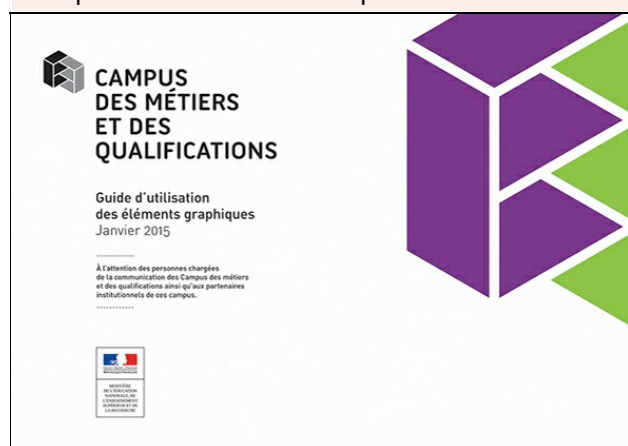 CAMPUS
DES MÉTIERS
ET DES
QUALIFICATIONS
Guide d'utilisation
des éléments graphiques
Janvier 2015
À l'attention des personnes chargées
de la communication des Campus des métiers
et des qualifications ainsi qu'aux partenaires
institutionnels de ces campus.
RÉPUBLIQUE FRANÇAISE
MINISTÈRE
DE L'ÉDUCATION
NATIONALE, DE
L'ENSEIGNEMENT
SUPÉRIEUR ET DE
LA RECHERCHE